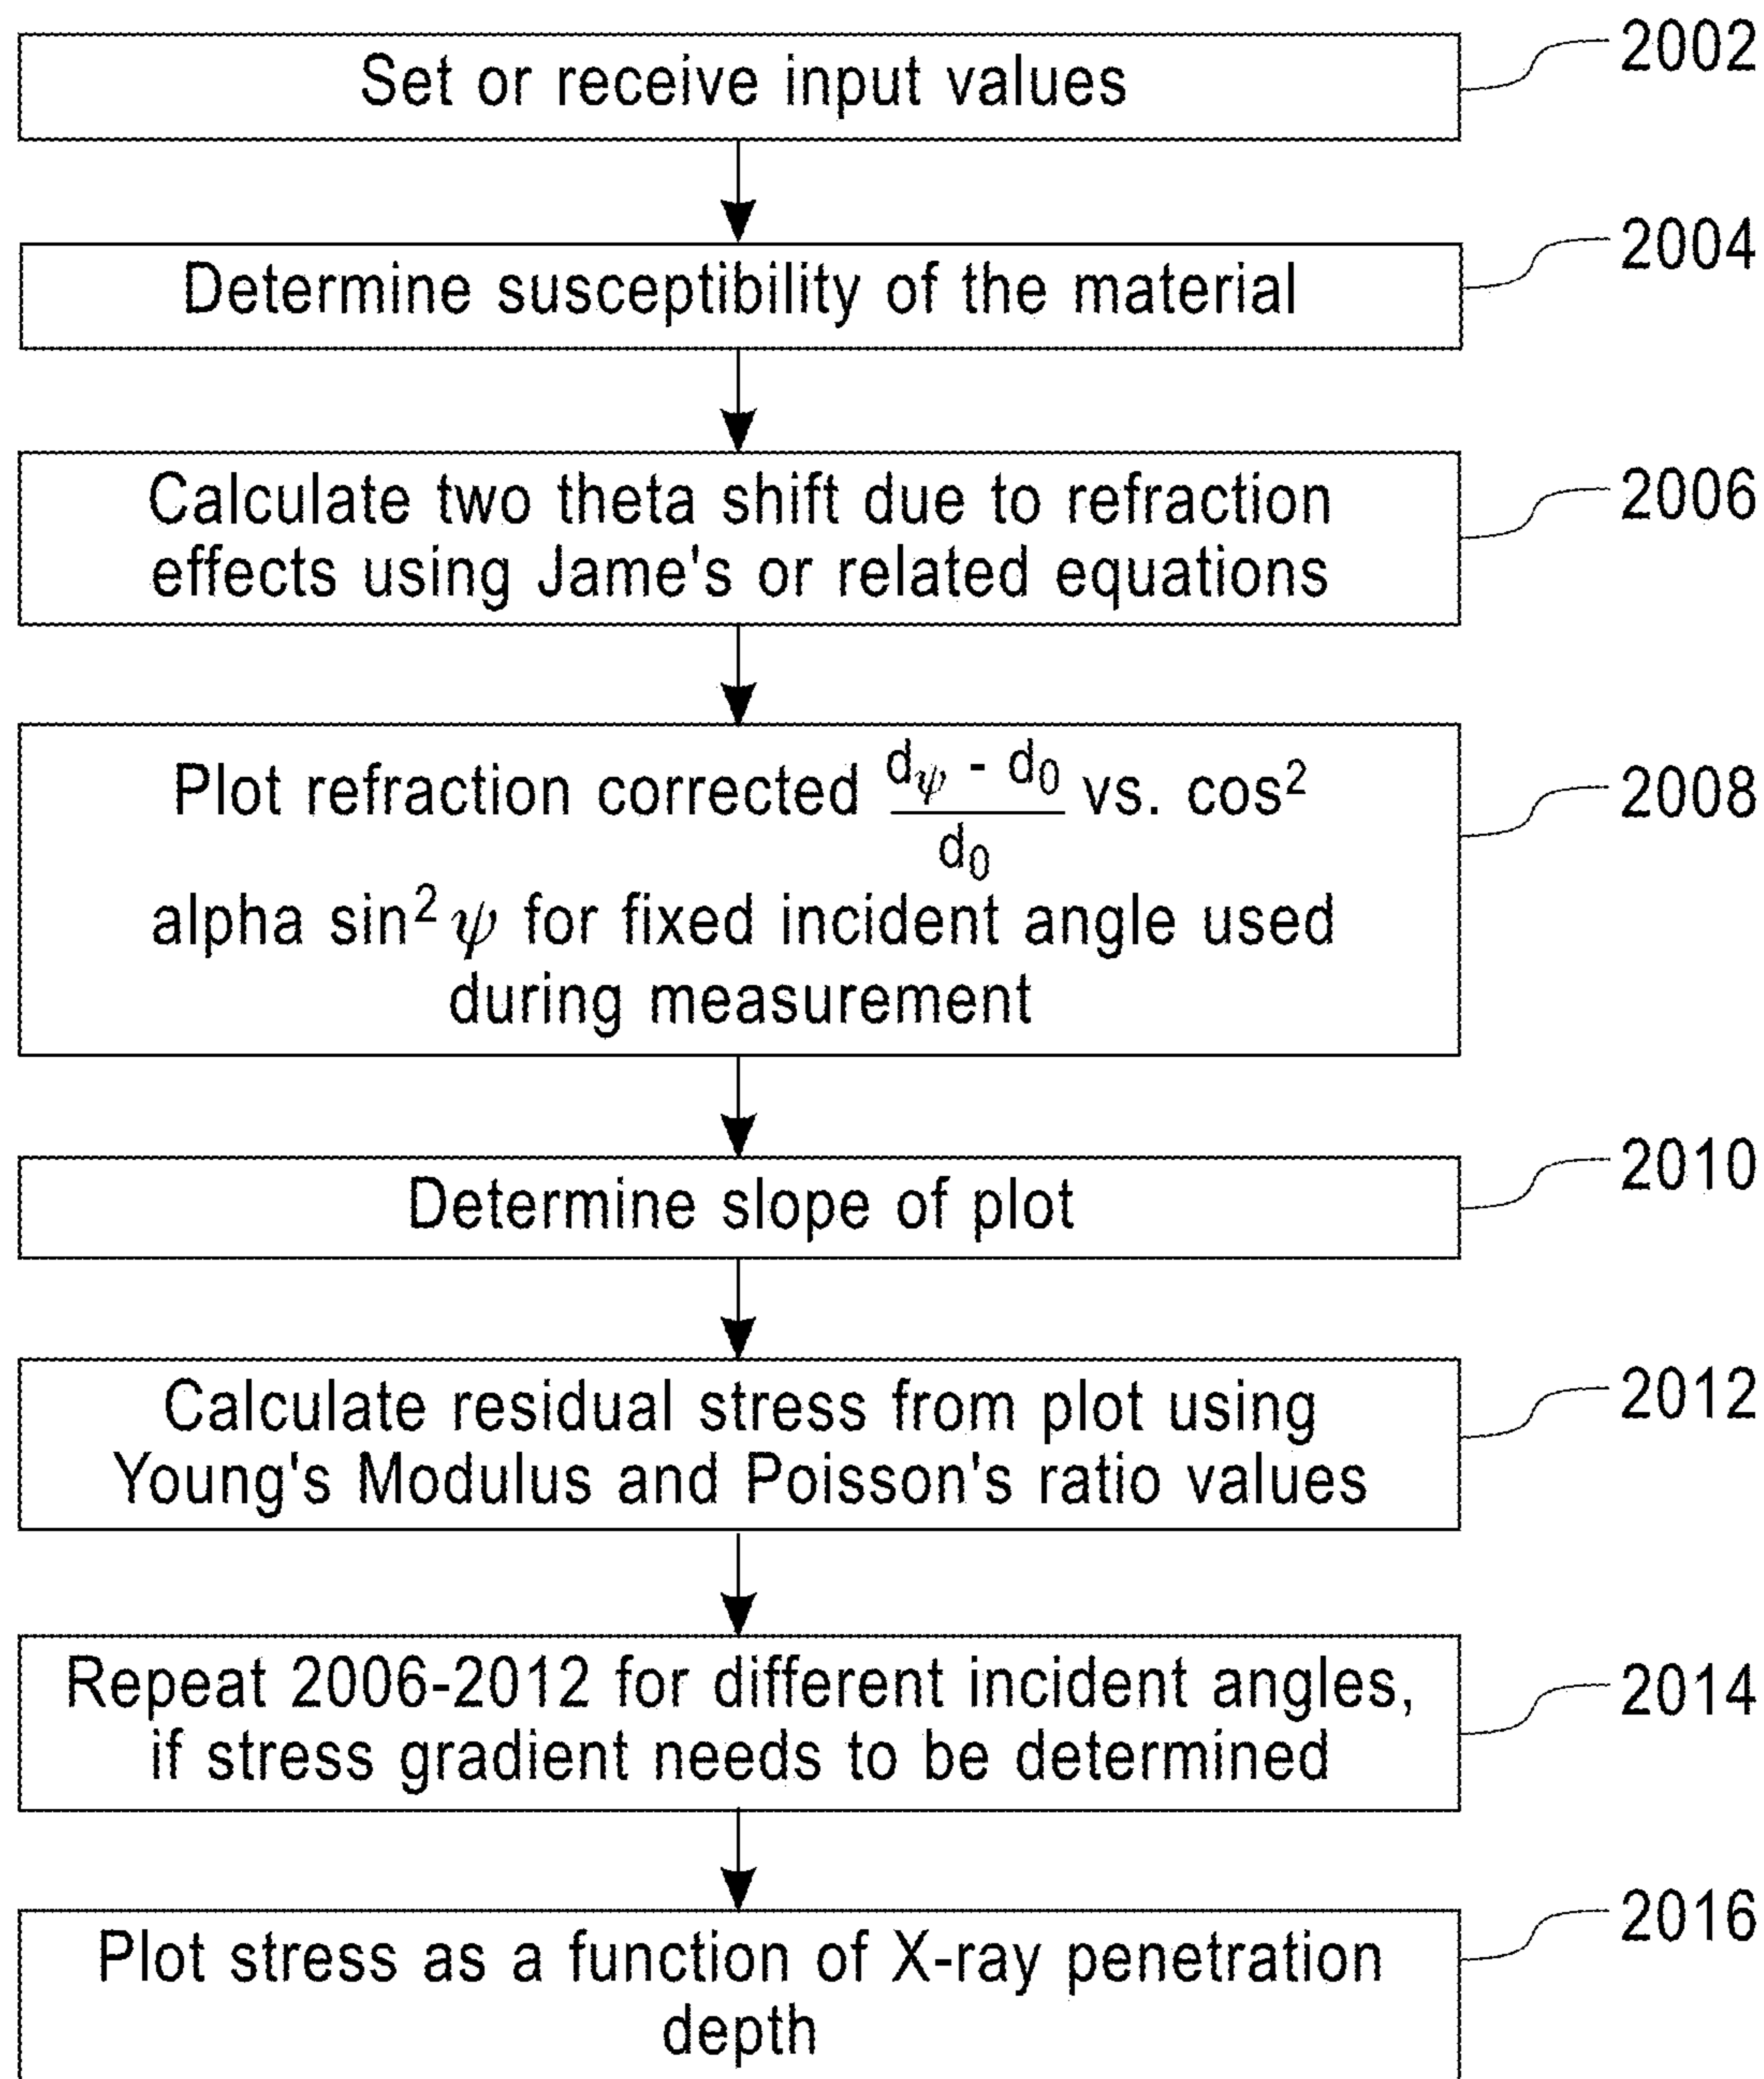 Set or receive input values
2002
Determine susceptibility of the material
2004
Calculate two theta shift due to refraction
effects using Jame's or related equations
2006
Plot refraction corrected (dψ - d0)/d0 vs. cos²
alpha sin² ψ for fixed incident angle used
during measurement
2008
Determine slope of plot
2010
Calculate residual stress from plot using
Young's Modulus and Poisson's ratio values
2012
Repeat 2006-2012 for different incident angles,
if stress gradient needs to be determined
2014
Plot stress as a function of X-ray penetration
depth
2016